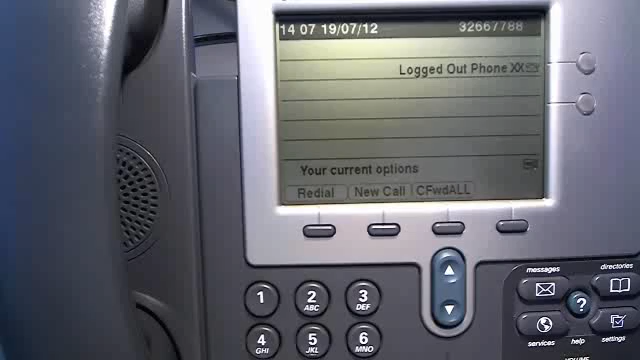 14 07 19/07/12 32667788
Logged Out Phone XX
Your current options
Redial New Call CFwdALL
messages directories
1 2 3
ABC DEF
? 
services help settings
4 5 6
GHI JKL MNO
VOLUME